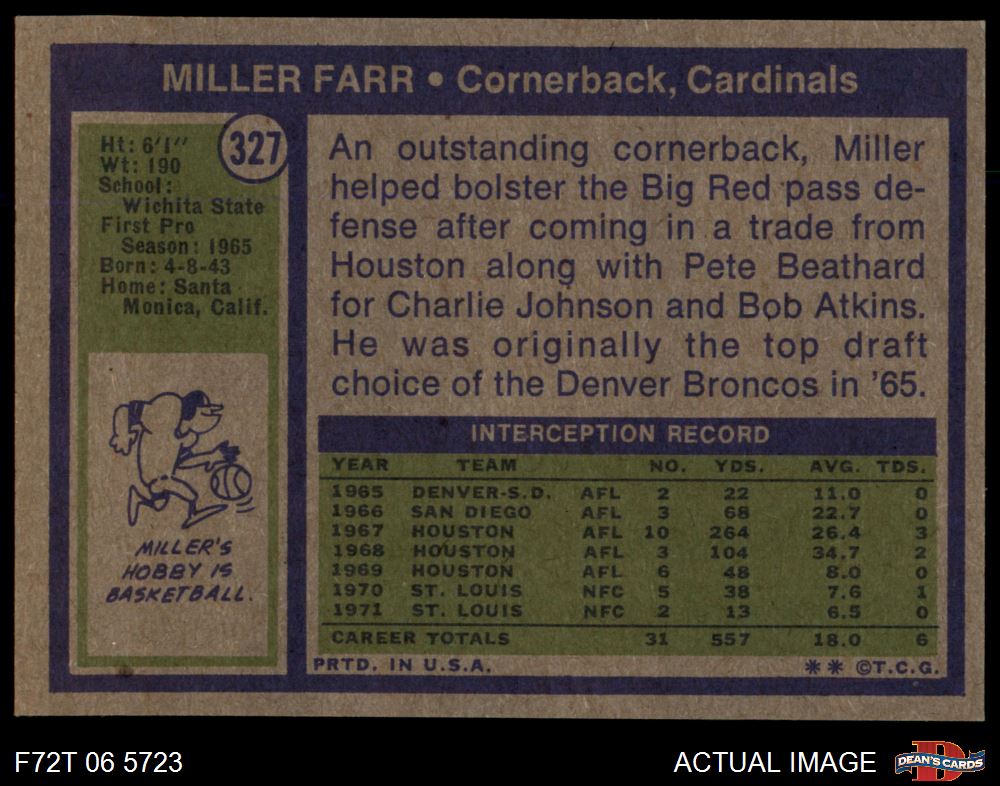 MILLER FARR • Cornerback, Cardinals
327
Ht: 6'1"
Wt: 190
School:
Wichita State
First Pro
Season: 1965
Born: 4-8-43
Home: Santa
Monica, Calif.
MILLER'S
HOBBY IS
BASKETBALL.
An outstanding cornerback, Miller
helped bolster the Big Red pass de-
fense after coming in a trade from
Houston along with Pete Beathard
for Charlie Johnson and Bob Atkins.
He was originally the top draft
choice of the Denver Broncos in '65.
INTERCEPTION RECORD
YEAR TEAM NO. YDS. AVG. TDS.
1965 DENVER-S.D. AFL 2 22 11.0 0
1966 SAN DIEGO AFL 3 68 22.7 0
1967 HOUSTON AFL 10 264 26.4 3
1968 HOUSTON AFL 3 104 34.7 2
1969 HOUSTON AFL 6 48 8.0 0
1970 ST. LOUIS NFC 5 38 7.6 1
1971 ST. LOUIS NFC 2 13 6.5 0
CAREER TOTALS 31 557 18.0 6
PRTD. IN U.S.A. ** ©T.C.G.
F72T 06 5723 ACTUAL IMAGE D DEAN'S CARDS